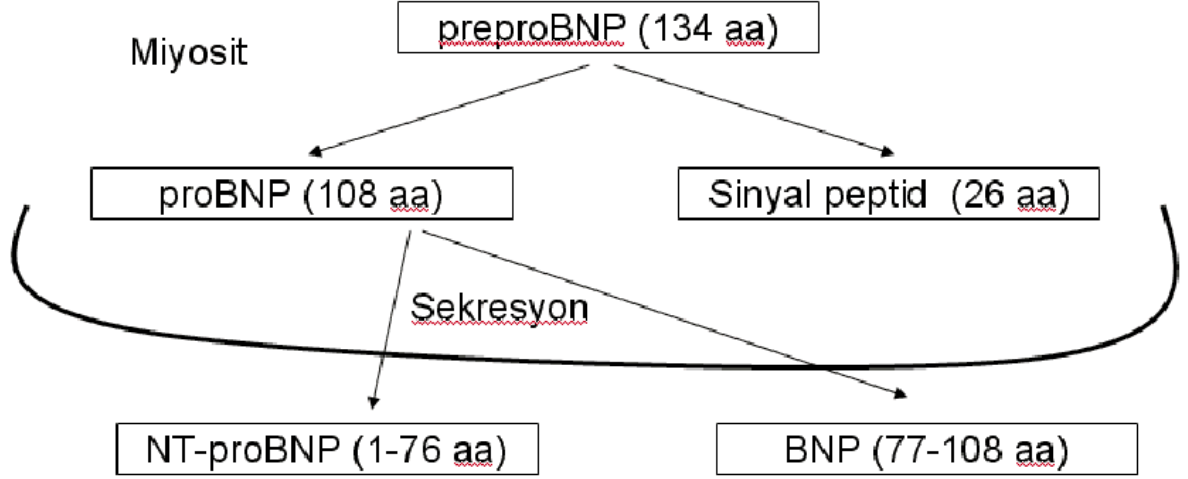 preproBNP (134 aa)
Miyosit
proBNP (108 aa)
Sinyal peptid (26 aa)
Sekresyon
NT-proBNP (1-76 aa)
BNP (77-108 aa)